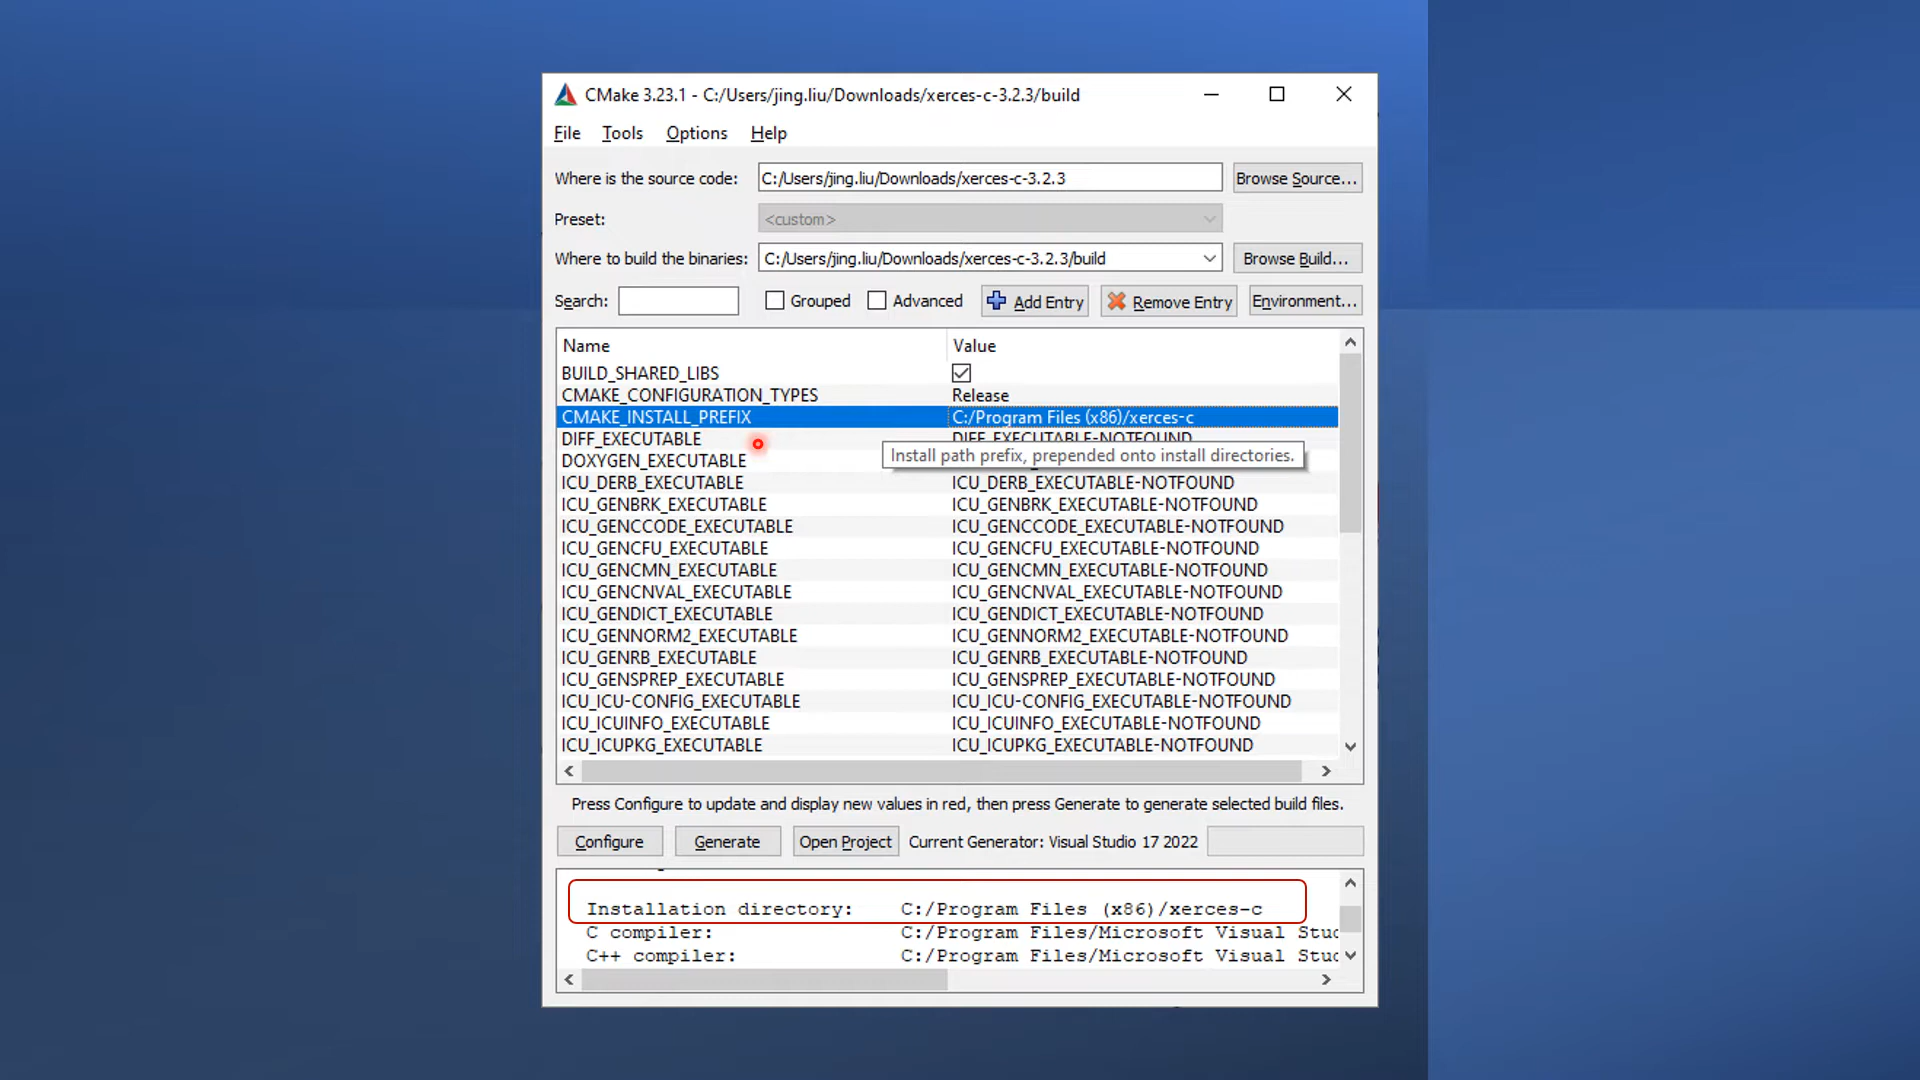 CMake 3.23.1 - C:/Users/jing.liu/Downloads/xerces-c-3.2.3/build
File Tools Options Help
Where is the source code: C:/Users/jing.liu/Downloads/xerces-c-3.2.3 Browse Source...
Preset: <custom>
Where to build the binaries: C:/Users/jing.liu/Downloads/xerces-c-3.2.3/build Browse Build...
Search: Grouped Advanced Add Entry Remove Entry Environment...
Name Value
BUILD_SHARED_LIBS
CMAKE_CONFIGURATION_TYPES Release
CMAKE_INSTALL_PREFIX C:/Program Files (x86)/xerces-c
DIFF_EXECUTABLE DIFF_EXECUTABLE-NOTFOUND
Install path prefix, prepended onto install directories.
DOXYGEN_EXECUTABLE
ICU_DERB_EXECUTABLE ICU_DERB_EXECUTABLE-NOTFOUND
ICU_GENBRK_EXECUTABLE ICU_GENBRK_EXECUTABLE-NOTFOUND
ICU_GENCCODE_EXECUTABLE ICU_GENCCODE_EXECUTABLE-NOTFOUND
ICU_GENCFU_EXECUTABLE ICU_GENCFU_EXECUTABLE-NOTFOUND
ICU_GENCMN_EXECUTABLE ICU_GENCMN_EXECUTABLE-NOTFOUND
ICU_GENCNVAL_EXECUTABLE ICU_GENCNVAL_EXECUTABLE-NOTFOUND
ICU_GENDICT_EXECUTABLE ICU_GENDICT_EXECUTABLE-NOTFOUND
ICU_GENNORM2_EXECUTABLE ICU_GENNORM2_EXECUTABLE-NOTFOUND
ICU_GENRB_EXECUTABLE ICU_GENRB_EXECUTABLE-NOTFOUND
ICU_GENSPREP_EXECUTABLE ICU_GENSPREP_EXECUTABLE-NOTFOUND
ICU_ICU-CONFIG_EXECUTABLE ICU_ICU-CONFIG_EXECUTABLE-NOTFOUND
ICU_ICUINFO_EXECUTABLE ICU_ICUINFO_EXECUTABLE-NOTFOUND
ICU_ICUPKG_EXECUTABLE ICU_ICUPKG_EXECUTABLE-NOTFOUND
Press Configure to update and display new values in red, then press Generate to generate selected build files.
Configure Generate Open Project Current Generator: Visual Studio 17 2022
Installation directory: C:/Program Files (x86)/xerces-c
C compiler: C:/Program Files/Microsoft Visual Stuc
C++ compiler: C:/Program Files/Microsoft Visual Stuc